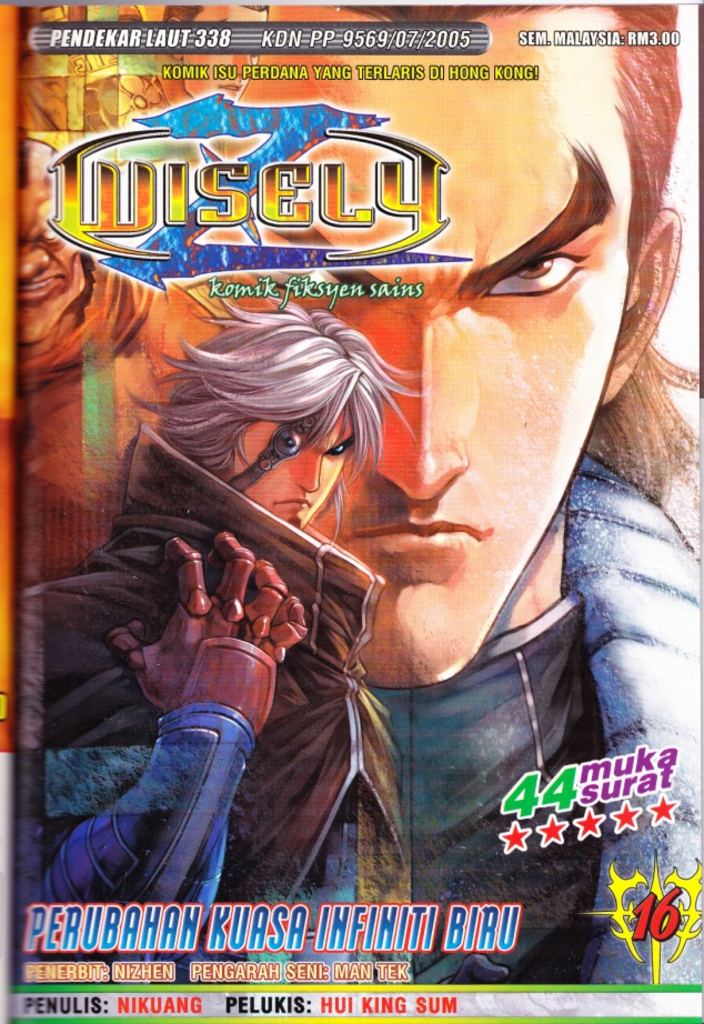 PENDEKAR LAUT 338 KDN PP 9569/07/2005 SEM. MALAYSIA: RM3.00
KOMIK ISU PERDANA YANG TERLARIS DI HONG KONG!
WISELY
komik fiksyen sains
44 muka surat
PERUBAHAN KUASA INFINITI BIRU
16
PENERBIT: NIZHEN PENGARAH SENI: MAN TEK
PENULIS: NIKUANG PELUKIS: HUI KING SUM